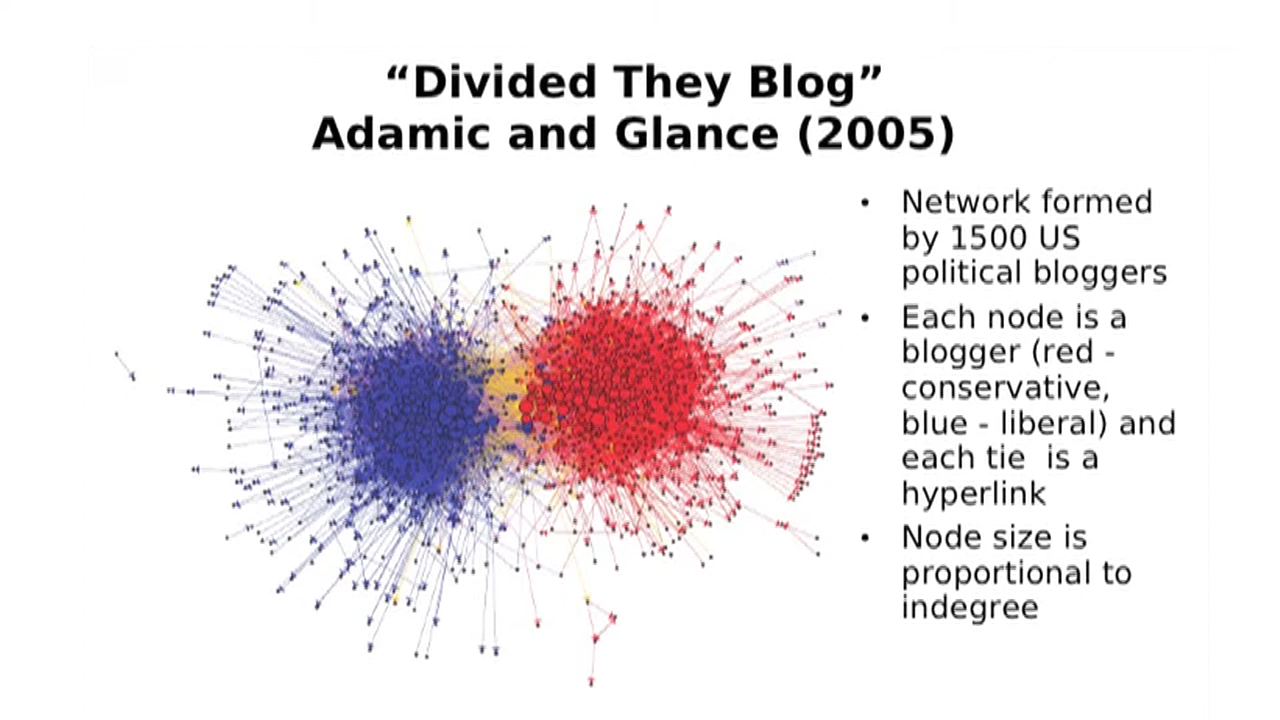 “Divided They Blog”
Adamic and Glance (2005)
• Network formed
by 1500 US
political bloggers
• Each node is a
blogger (red -
conservative,
blue - liberal) and
each tie is a
hyperlink
• Node size is
proportional to
indegree